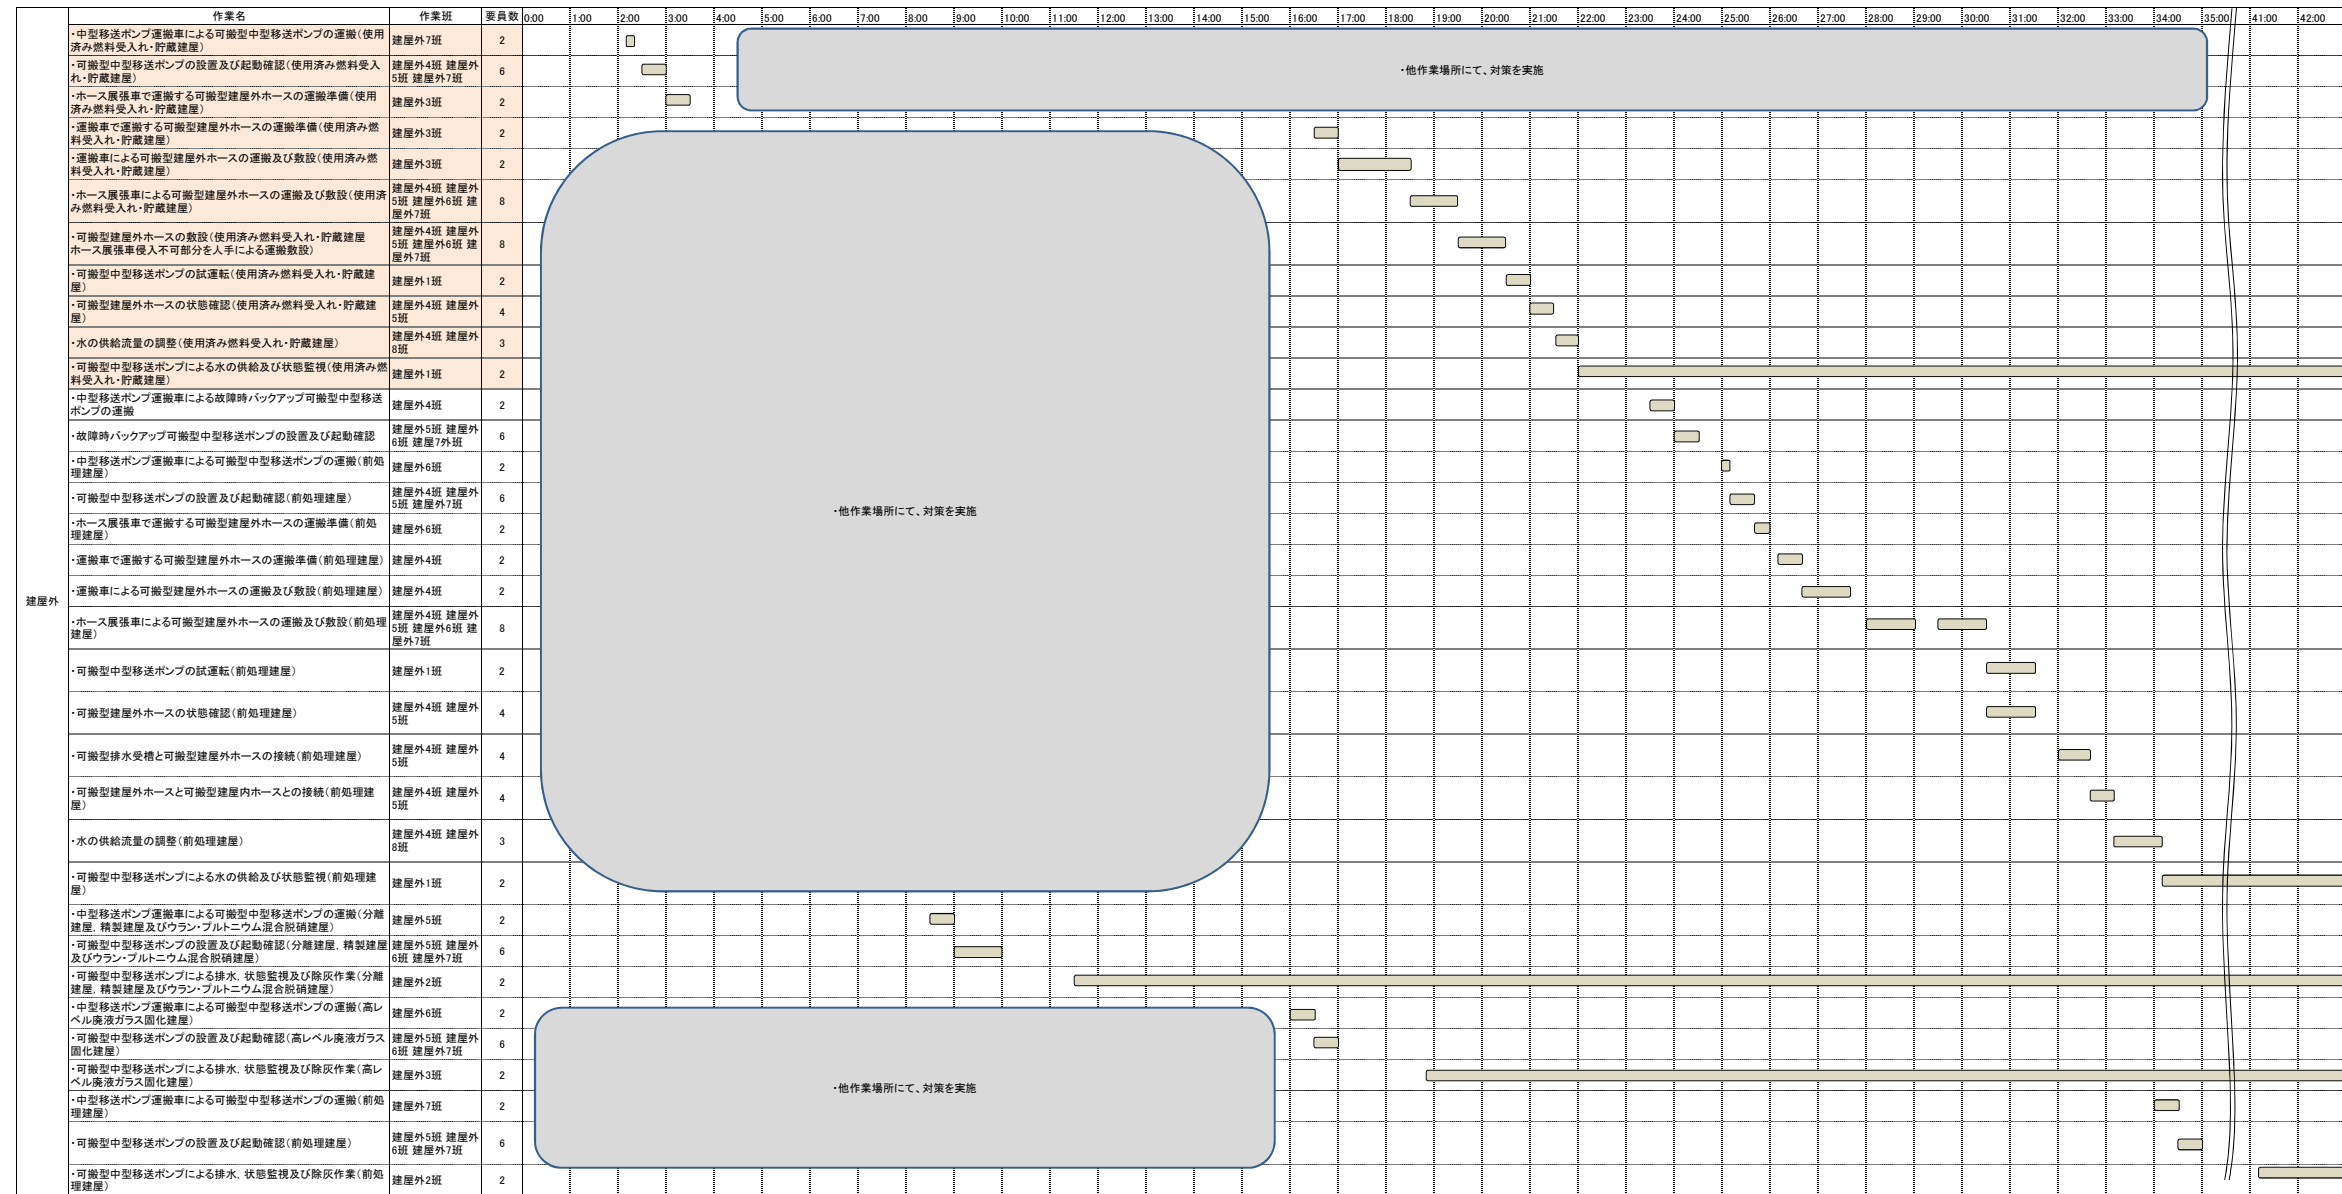 作業名 作業班 要員数 0:00 1:00 2:00 3:00 4:00 5:00 6:00 7:00 8:00 9:00 10:00 11:00 12:00 13:00 14:00 15:00 16:00 17:00 18:00 19:00 20:00 21:00 22:00 23:00 24:00 25:00 26:00 27:00 28:00 29:00 30:00 31:00 32:00 33:00 34:00 35:00 41:00 42:00
建屋外
・中型移送ポンプ運搬車による可搬型中型移送ポンプの運搬(使用
済み燃料受入れ・貯蔵建屋)
建屋外7班
2
・可搬型中型移送ポンプの設置及び起動確認(使用済み燃料受入
れ・貯蔵建屋)
建屋外4班 建屋外
5班 建屋外7班
6
・他作業場所にて、対策を実施
・ホース展張車で運搬する可搬型建屋外ホースの運搬準備(使用
済み燃料受入れ・貯蔵建屋)
建屋外3班
2
・運搬車で運搬する可搬型建屋外ホースの運搬準備(使用済み燃
料受入れ・貯蔵建屋)
建屋外3班
2
・運搬車による可搬型建屋外ホースの運搬及び敷設(使用済み燃
料受入れ・貯蔵建屋)
建屋外3班
2
・ホース展張車による可搬型建屋外ホースの運搬及び敷設(使用済
み燃料受入れ・貯蔵建屋)
建屋外4班 建屋外
5班 建屋外6班 建
屋外7班
8
・可搬型建屋外ホースの敷設(使用済み燃料受入れ・貯蔵建屋
ホース展張車侵入不可部分を人手による運搬敷設)
建屋外4班 建屋外
5班 建屋外6班 建
屋外7班
8
・可搬型中型移送ポンプの試運転(使用済み燃料受入れ・貯蔵建
屋)
建屋外1班
2
・可搬型建屋外ホースの状態確認(使用済み燃料受入れ・貯蔵建
屋)
建屋外4班 建屋外
5班
4
・水の供給流量の調整(使用済み燃料受入れ・貯蔵建屋)
建屋外4班 建屋外
8班
3
・可搬型中型移送ポンプによる水の供給及び状態監視(使用済み燃
料受入れ・貯蔵建屋)
建屋外1班
2
・中型移送ポンプ運搬車による故障時バックアップ可搬型中型移送
ポンプの運搬
建屋外4班
2
・故障時バックアップ可搬型中型移送ポンプの設置及び起動確認
建屋外5班 建屋外
6班 建屋7外班
6
・中型移送ポンプ運搬車による可搬型中型移送ポンプの運搬(前処
理建屋)
建屋外6班
2
・可搬型中型移送ポンプの設置及び起動確認(前処理建屋)
建屋外4班 建屋外
5班 建屋外7班
6
・他作業場所にて、対策を実施
・ホース展張車で運搬する可搬型建屋外ホースの運搬準備(前処
理建屋)
建屋外6班
2
・運搬車で運搬する可搬型建屋外ホースの運搬準備(前処理建屋)
建屋外4班
2
・運搬車による可搬型建屋外ホースの運搬及び敷設(前処理建屋)
建屋外4班
2
・ホース展張車による可搬型建屋外ホースの運搬及び敷設(前処理
建屋)
建屋外4班 建屋外
5班 建屋外6班 建
屋外7班
8
・可搬型中型移送ポンプの試運転(前処理建屋)
建屋外1班
2
・可搬型建屋外ホースの状態確認(前処理建屋)
建屋外4班 建屋外
5班
4
・可搬型排水受槽と可搬型建屋外ホースの接続(前処理建屋)
建屋外4班 建屋外
5班
4
・可搬型建屋外ホースと可搬型建屋内ホースとの接続(前処理建
屋)
建屋外4班 建屋外
5班
4
・水の供給流量の調整(前処理建屋)
建屋外4班 建屋外
8班
3
・可搬型中型移送ポンプによる水の供給及び状態監視(前処理建
屋)
建屋外1班
2
・中型移送ポンプ運搬車による可搬型中型移送ポンプの運搬(分離
建屋, 精製建屋及びウラン・プルトニウム混合脱硝建屋)
建屋外5班
2
・可搬型中型移送ポンプの設置及び起動確認(分離建屋, 精製建屋
及びウラン・プルトニウム混合脱硝建屋)
建屋外5班 建屋外
6班 建屋外7班
6
・可搬型中型移送ポンプによる排水, 状態監視及び除灰作業(分離
建屋, 精製建屋及びウラン・プルトニウム混合脱硝建屋)
建屋外2班
2
・中型移送ポンプ運搬車による可搬型中型移送ポンプの運搬(高レ
ベル廃液ガラス固化建屋)
建屋外6班
2
・可搬型中型移送ポンプの設置及び起動確認(高レベル廃液ガラス
固化建屋)
建屋外5班 建屋外
6班 建屋外7班
6
・可搬型中型移送ポンプによる排水, 状態監視及び除灰作業(高レ
ベル廃液ガラス固化建屋)
建屋外3班
2
・他作業場所にて、対策を実施
・中型移送ポンプ運搬車による可搬型中型移送ポンプの運搬(前処
理建屋)
建屋外7班
2
・可搬型中型移送ポンプの設置及び起動確認(前処理建屋)
建屋外5班 建屋外
6班 建屋外7班
6
・可搬型中型移送ポンプによる排水, 状態監視及び除灰作業(前処
理建屋)
建屋外2班
2